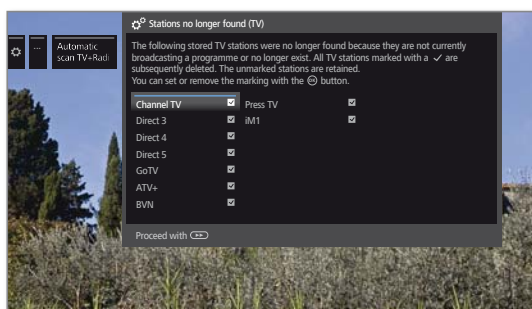 Stations no longer found (TV)
...
Automatic
scan TV+Radi
The following stored TV stations were no longer found because they are not currently
broadcasting a programme or no longer exist. All TV stations marked with a ✓ are
subsequently deleted. The unmarked stations are retained.
You can set or remove the marking with the OK button.
Channel TV
Press TV
Direct 3
iM1
Direct 4
Direct 5
GoTV
ATV+
BVN
Proceed with